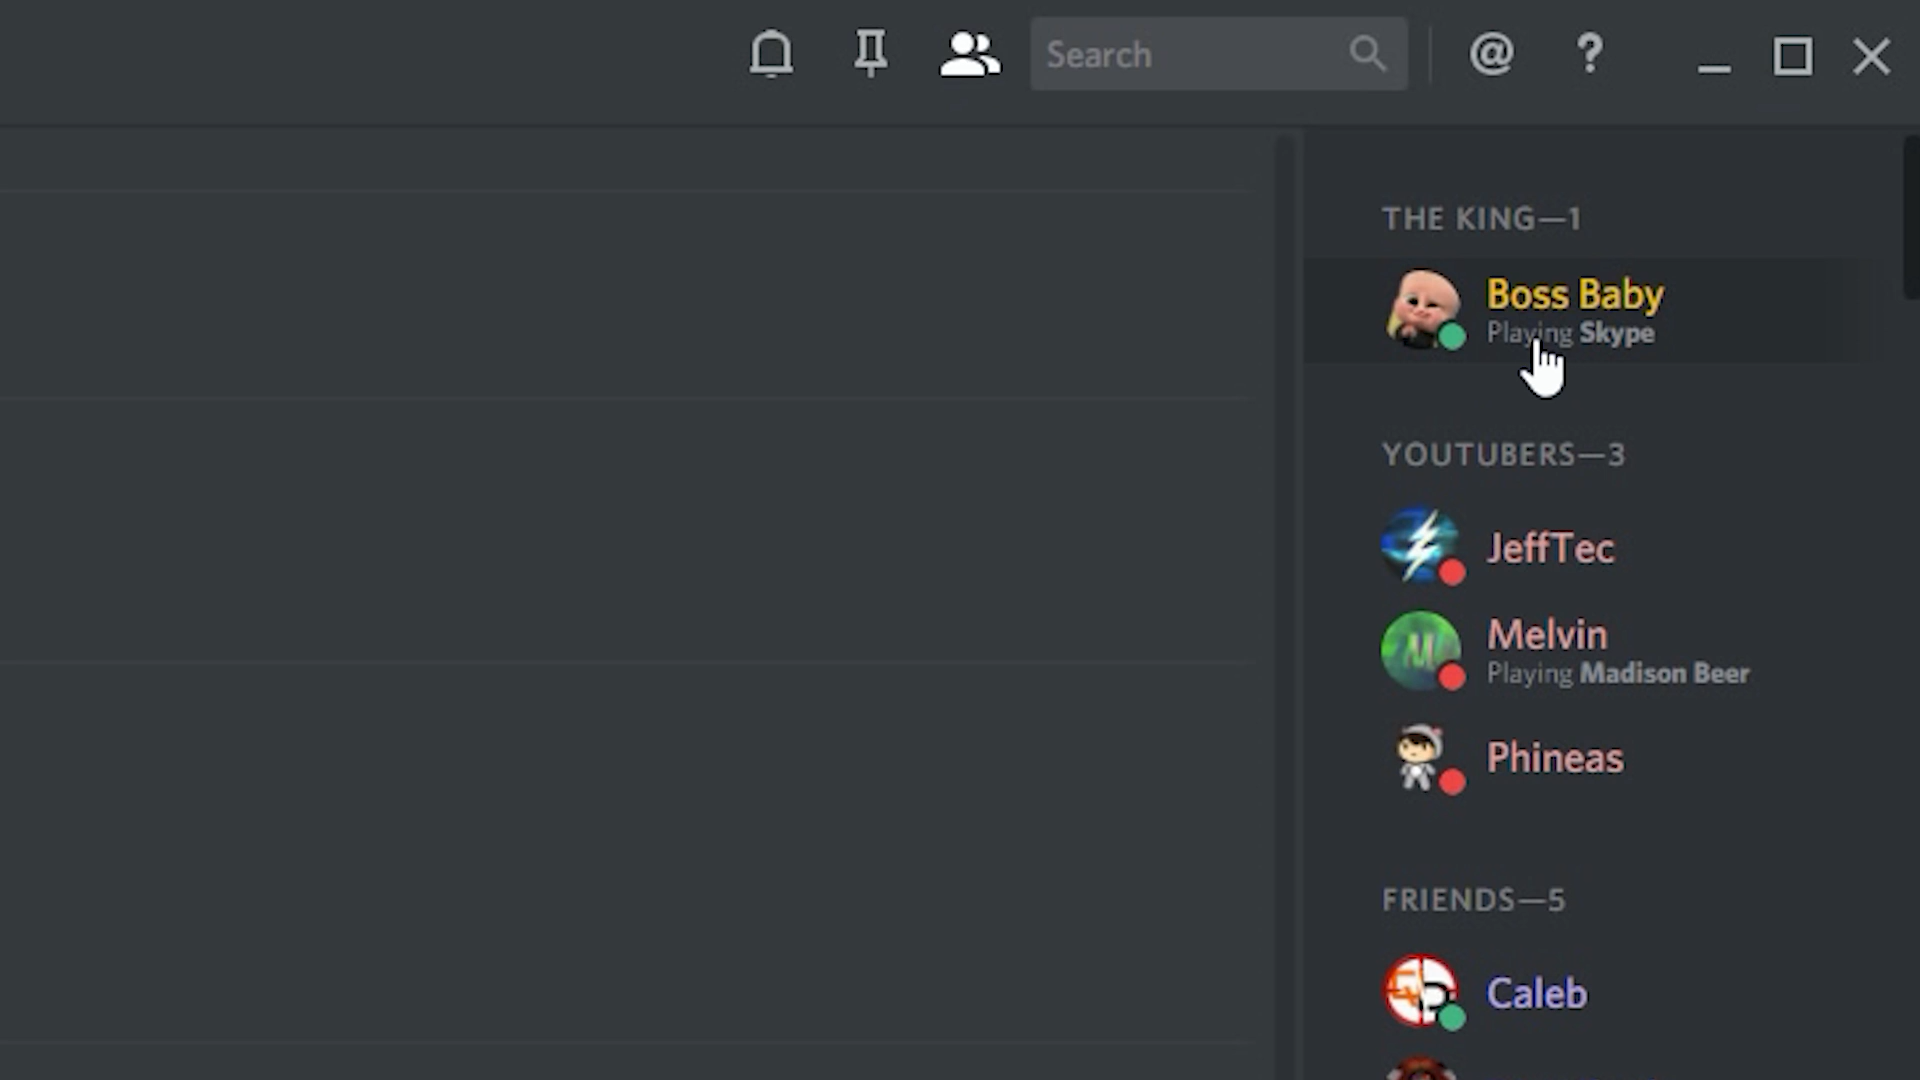 Search
THE KING—1
Boss Baby
Playing Skype
YOUTUBERS—3
JeffTec
Melvin
Playing Madison Beer
Phineas
FRIENDS—5
Caleb